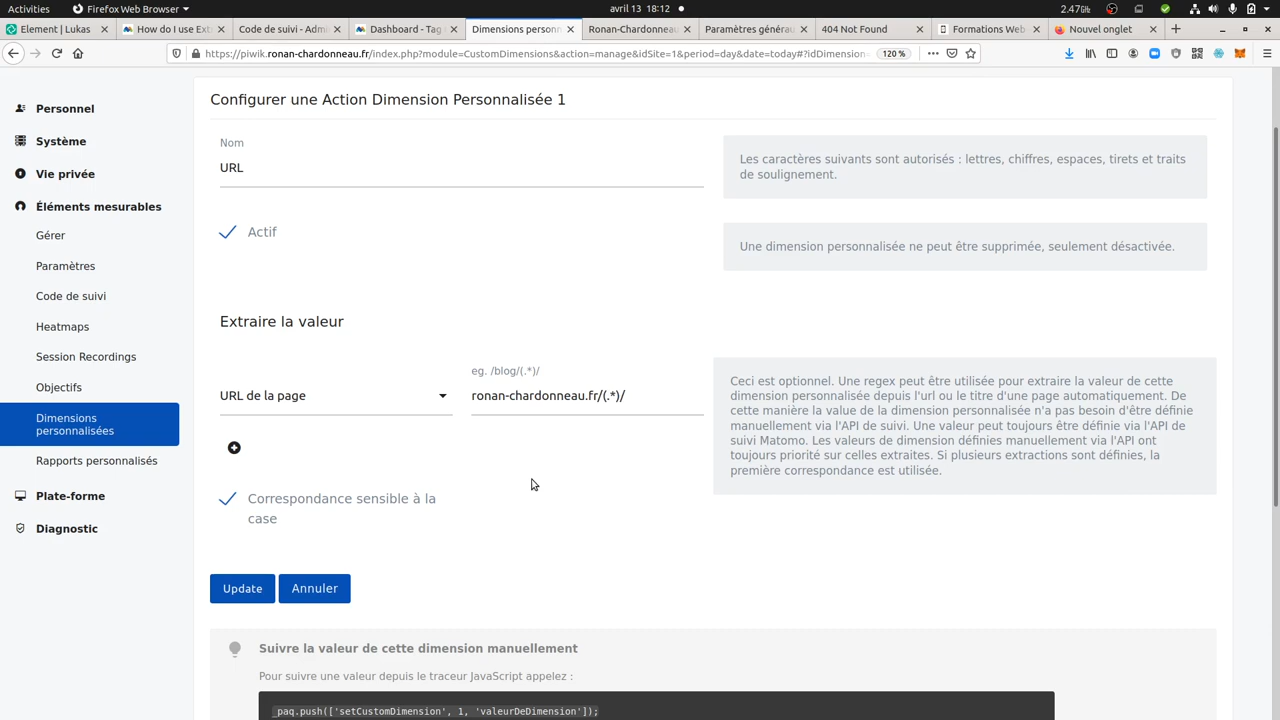 Activities
Firefox Web Browser
avril 13 18:12
2.47GHz
Element | Lukas
How do I use Ext
Code de suivi - Admi
Dashboard - Tag
Dimensions personn
Ronan-Chardonneau
Paramètres générau
404 Not Found
Formations Web
Nouvel onglet
https://piwik.ronan-chardonneau.fr/index.php?module=CustomDimensions&action=manage&idSite=1&period=day&date=today#?idDimension
120 %
Personnel
Système
Vie privée
Éléments mesurables
Gérer
Paramètres
Code de suivi
Heatmaps
Session Recordings
Objectifs
Dimensions
personnalisées
Rapports personnalisés
Plate-forme
Diagnostic
Configurer une Action Dimension Personnalisée 1
Nom
URL
Les caractères suivants sont autorisés : lettres, chiffres, espaces, tirets et traits
de soulignement.
Actif
Une dimension personnalisée ne peut être supprimée, seulement désactivée.
Extraire la valeur
URL de la page
eg. /blog/(.*)/
ronan-chardonneau.fr/(.*)/
Ceci est optionnel. Une regex peut être utilisée pour extraire la valeur de cette
dimension personnalisée depuis l'url ou le titre d'une page automatiquement. De
cette manière la value de la dimension personnalisée n'a pas besoin d'être définie
manuellement via l'API de suivi. Une valeur peut toujours être définie via l'API de
suivi Matomo. Les valeurs de dimension définies manuellement via l'API ont
toujours priorité sur celles extraites. Si plusieurs extractions sont définies, la
première correspondance est utilisée.
Correspondance sensible à la
case
Update
Annuler
Suivre la valeur de cette dimension manuellement
Pour suivre une valeur depuis le traceur JavaScript appelez :
_paq.push(['setCustomDimension', 1, 'valeurDeDimension']);